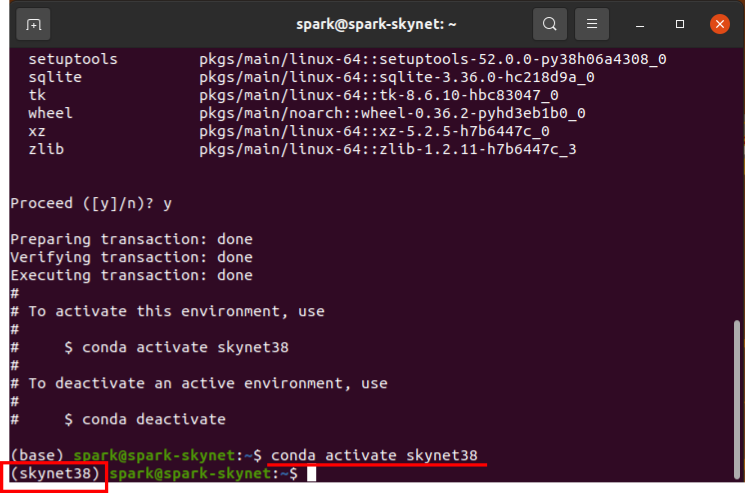 spark@spark-skynet: ~
setuptools pkgs/main/linux-64::setuptools-52.0.0-py38h06a4308_0
sqlite pkgs/main/linux-64::sqlite-3.36.0-hc218d9a_0
tk pkgs/main/linux-64::tk-8.6.10-hbc83047_0
wheel pkgs/main/noarch::wheel-0.36.2-pyhd3eb1b0_0
xz pkgs/main/linux-64::xz-5.2.5-h7b6447c_0
zlib pkgs/main/linux-64::zlib-1.2.11-h7b6447c_3
Proceed ([y]/n)? y
Preparing transaction: done
Verifying transaction: done
Executing transaction: done
#
# To activate this environment, use
#
#     $ conda activate skynet38
#
# To deactivate an active environment, use
#
#     $ conda deactivate
(base) spark@spark-skynet:~$ conda activate skynet38
(skynet38) spark@spark-skynet:~$